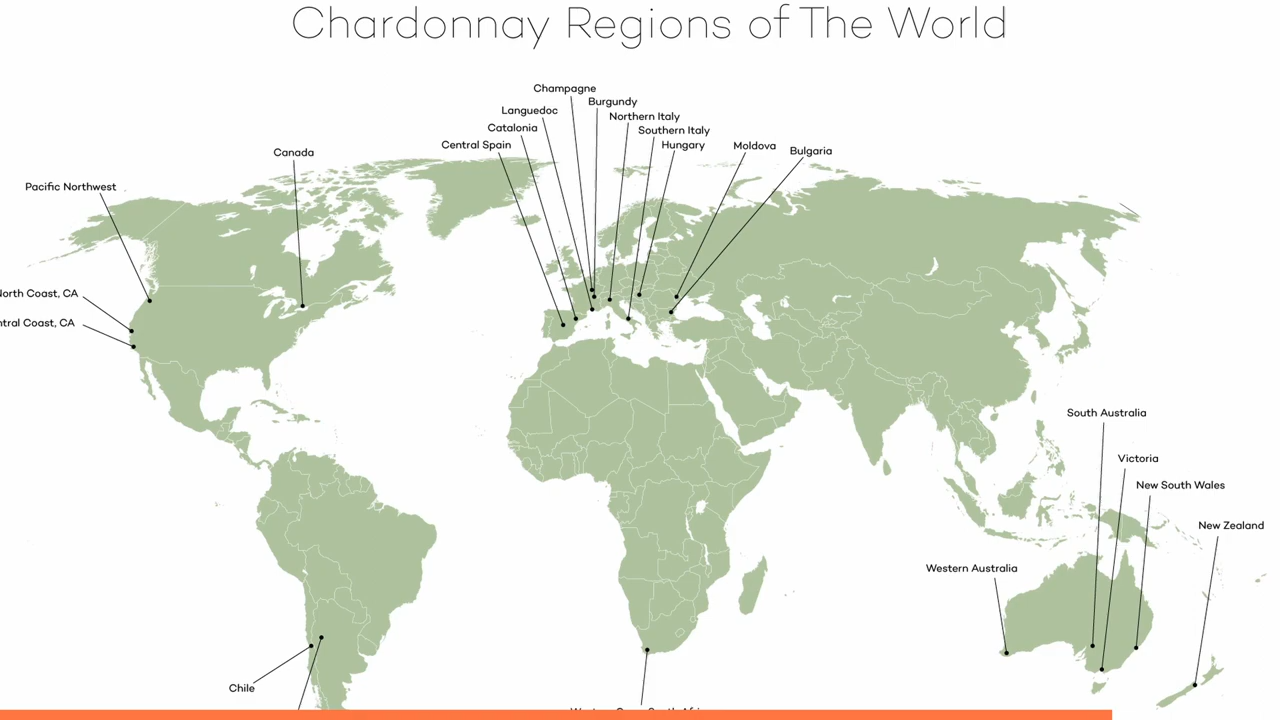 Chardonnay Regions of The World
Champagne
Burgundy
Languedoc
Northern Italy
Catalonia
Southern Italy
Central Spain
Hungary
Moldova
Bulgaria
Canada
Pacific Northwest
orth Coast, CA
ntral Coast, CA
South Australia
Victoria
New South Wales
New Zealand
Western Australia
Chile